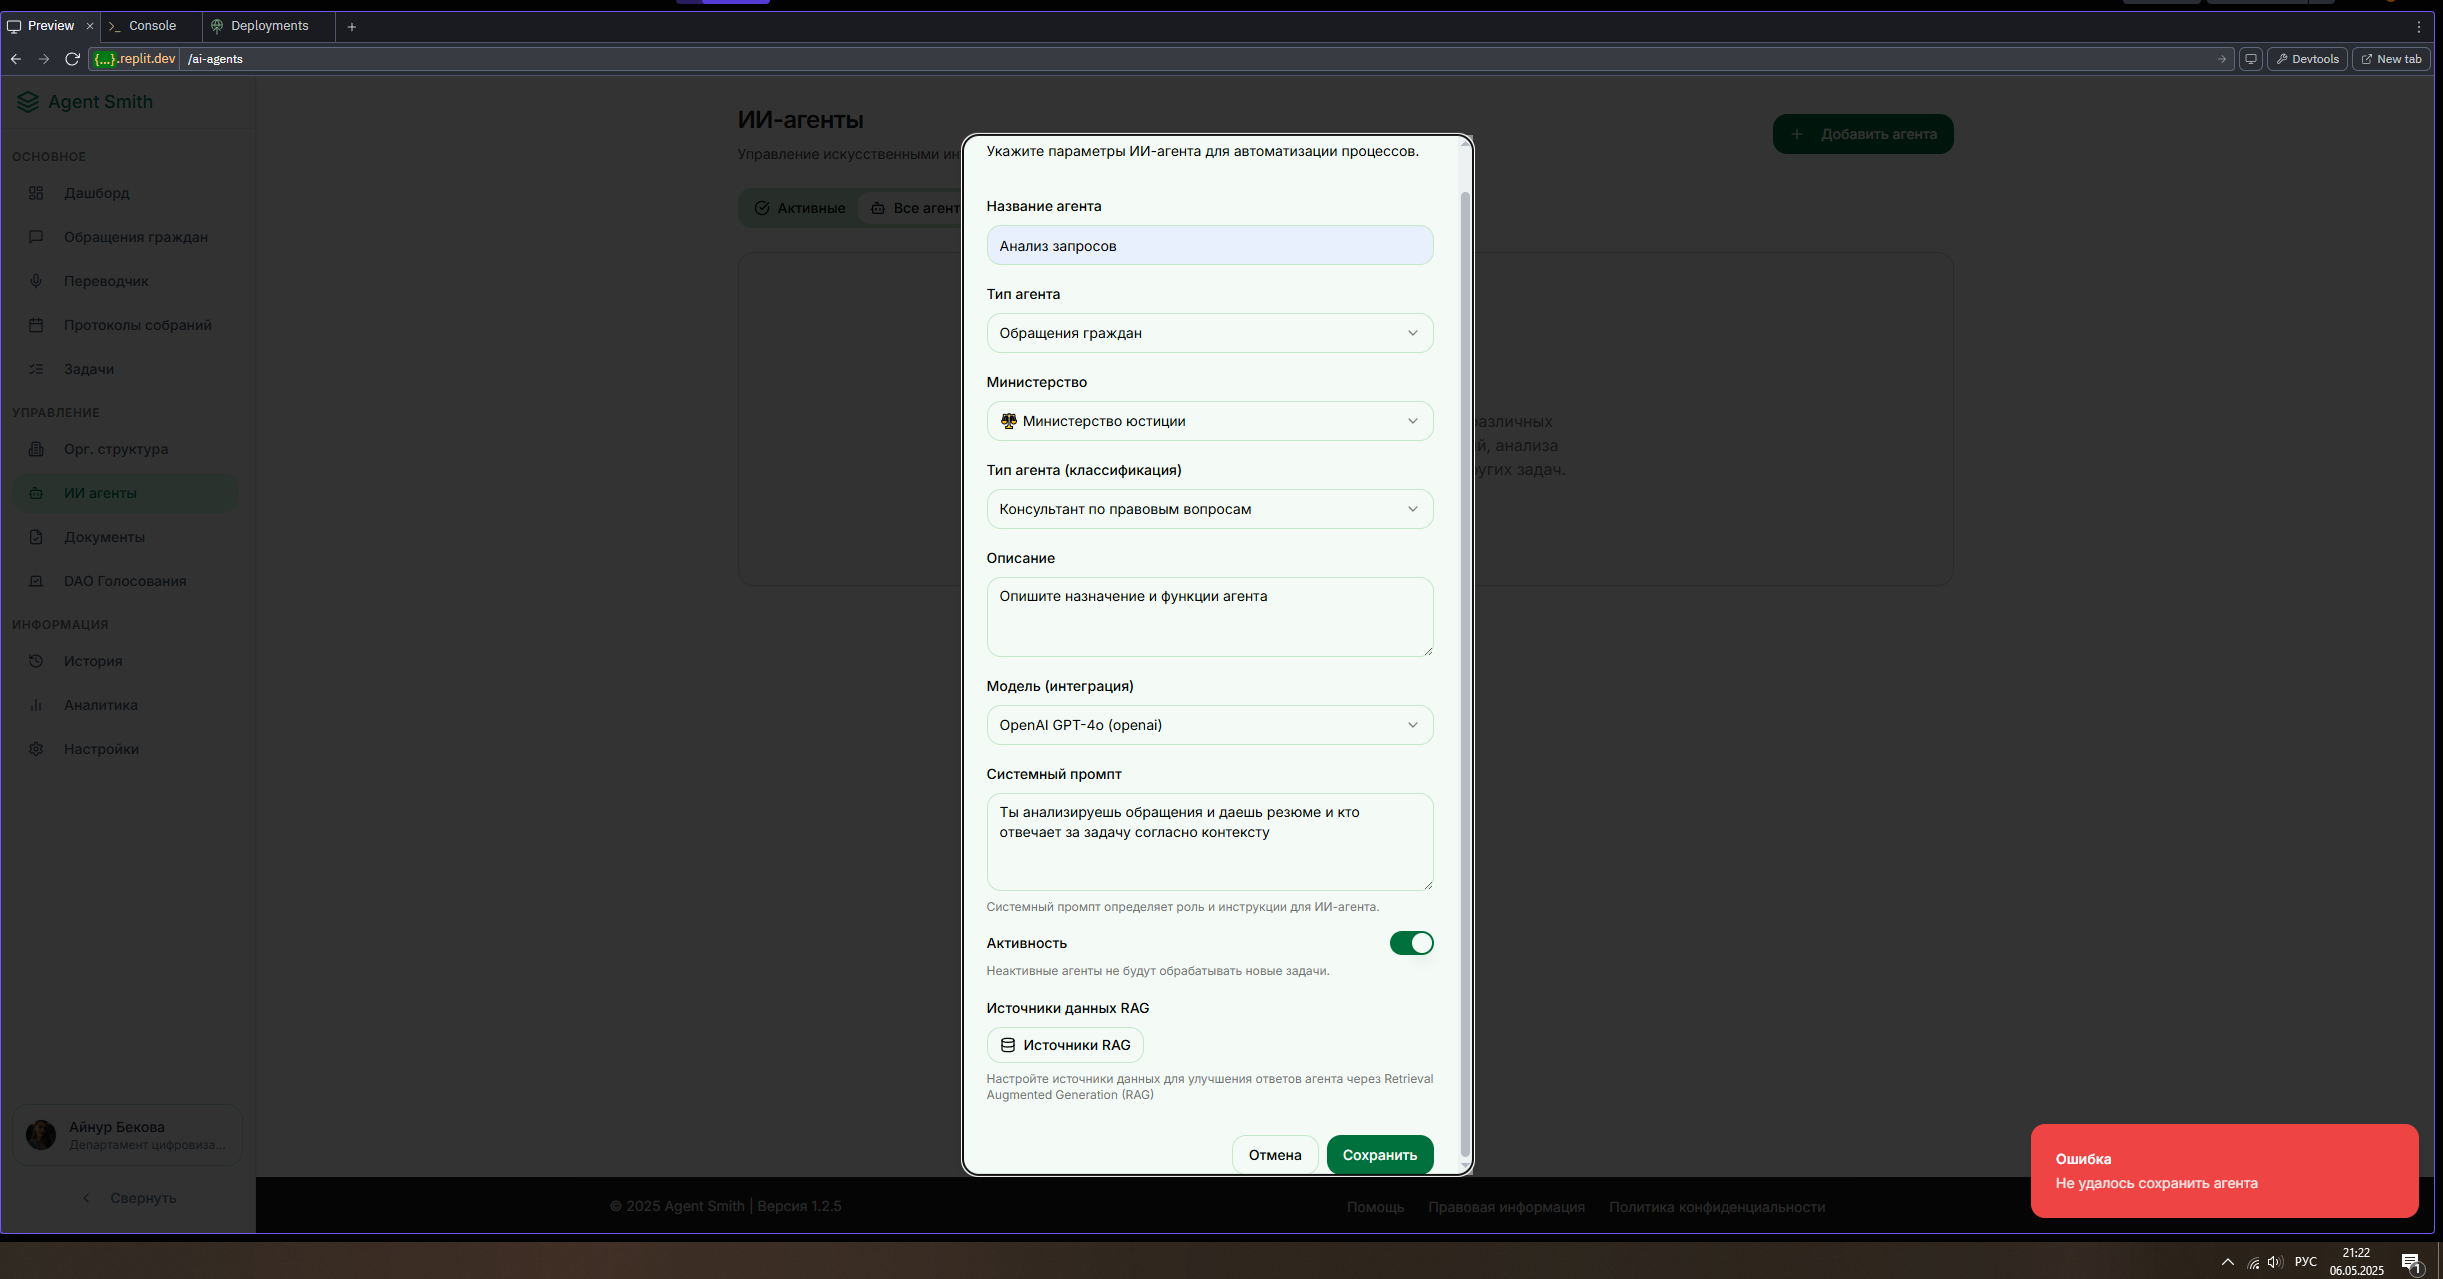 Preview
Console
Deployments
{...}.replit.dev
/ai-agents
Devtools
New tab
Agent Smith
ОСНОВНОЕ
Дашборд
Обращения граждан
Переводчик
Протоколы собраний
Задачи
УПРАВЛЕНИЕ
Орг. структура
ИИ агенты
Документы
DAO Голосования
ИНФОРМАЦИЯ
История
Аналитика
Настройки
Айнур Бекова
Департамент цифровиза...
Свернуть
ИИ-агенты
Управление искусственными ин
Добавить агента
Активные
Все агент
азличных
й, анализа
угих задач.
Укажите параметры ИИ-агента для автоматизации процессов.
Название агента
Анализ запросов
Тип агента
Обращения граждан
Министерство
Министерство юстиции
Тип агента (классификация)
Консультант по правовым вопросам
Описание
Опишите назначение и функции агента
Модель (интеграция)
OpenAI GPT-4o (openai)
Системный промпт
Ты анализируешь обращения и даешь резюме и кто
отвечает за задачу согласно контексту
Системный промпт определяет роль и инструкции для ИИ-агента.
Активность
Неактивные агенты не будут обрабатывать новые задачи.
Источники данных RAG
Источники RAG
Настройте источники данных для улучшения ответов агента через Retrieval
Augmented Generation (RAG)
Отмена
Сохранить
Ошибка
Не удалось сохранить агента
© 2025 Agent Smith | Версия 1.2.5
Помощь
Правовая информация
Политика конфиденциальности
РУС
21:22
06.05.2025
1